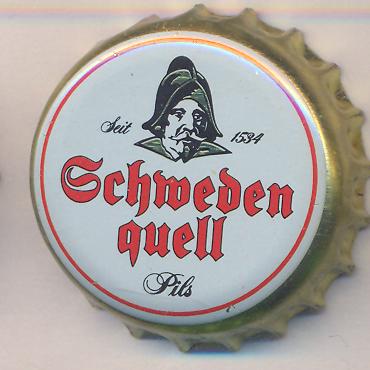 Seit 1534
Schweden
quell
Pils